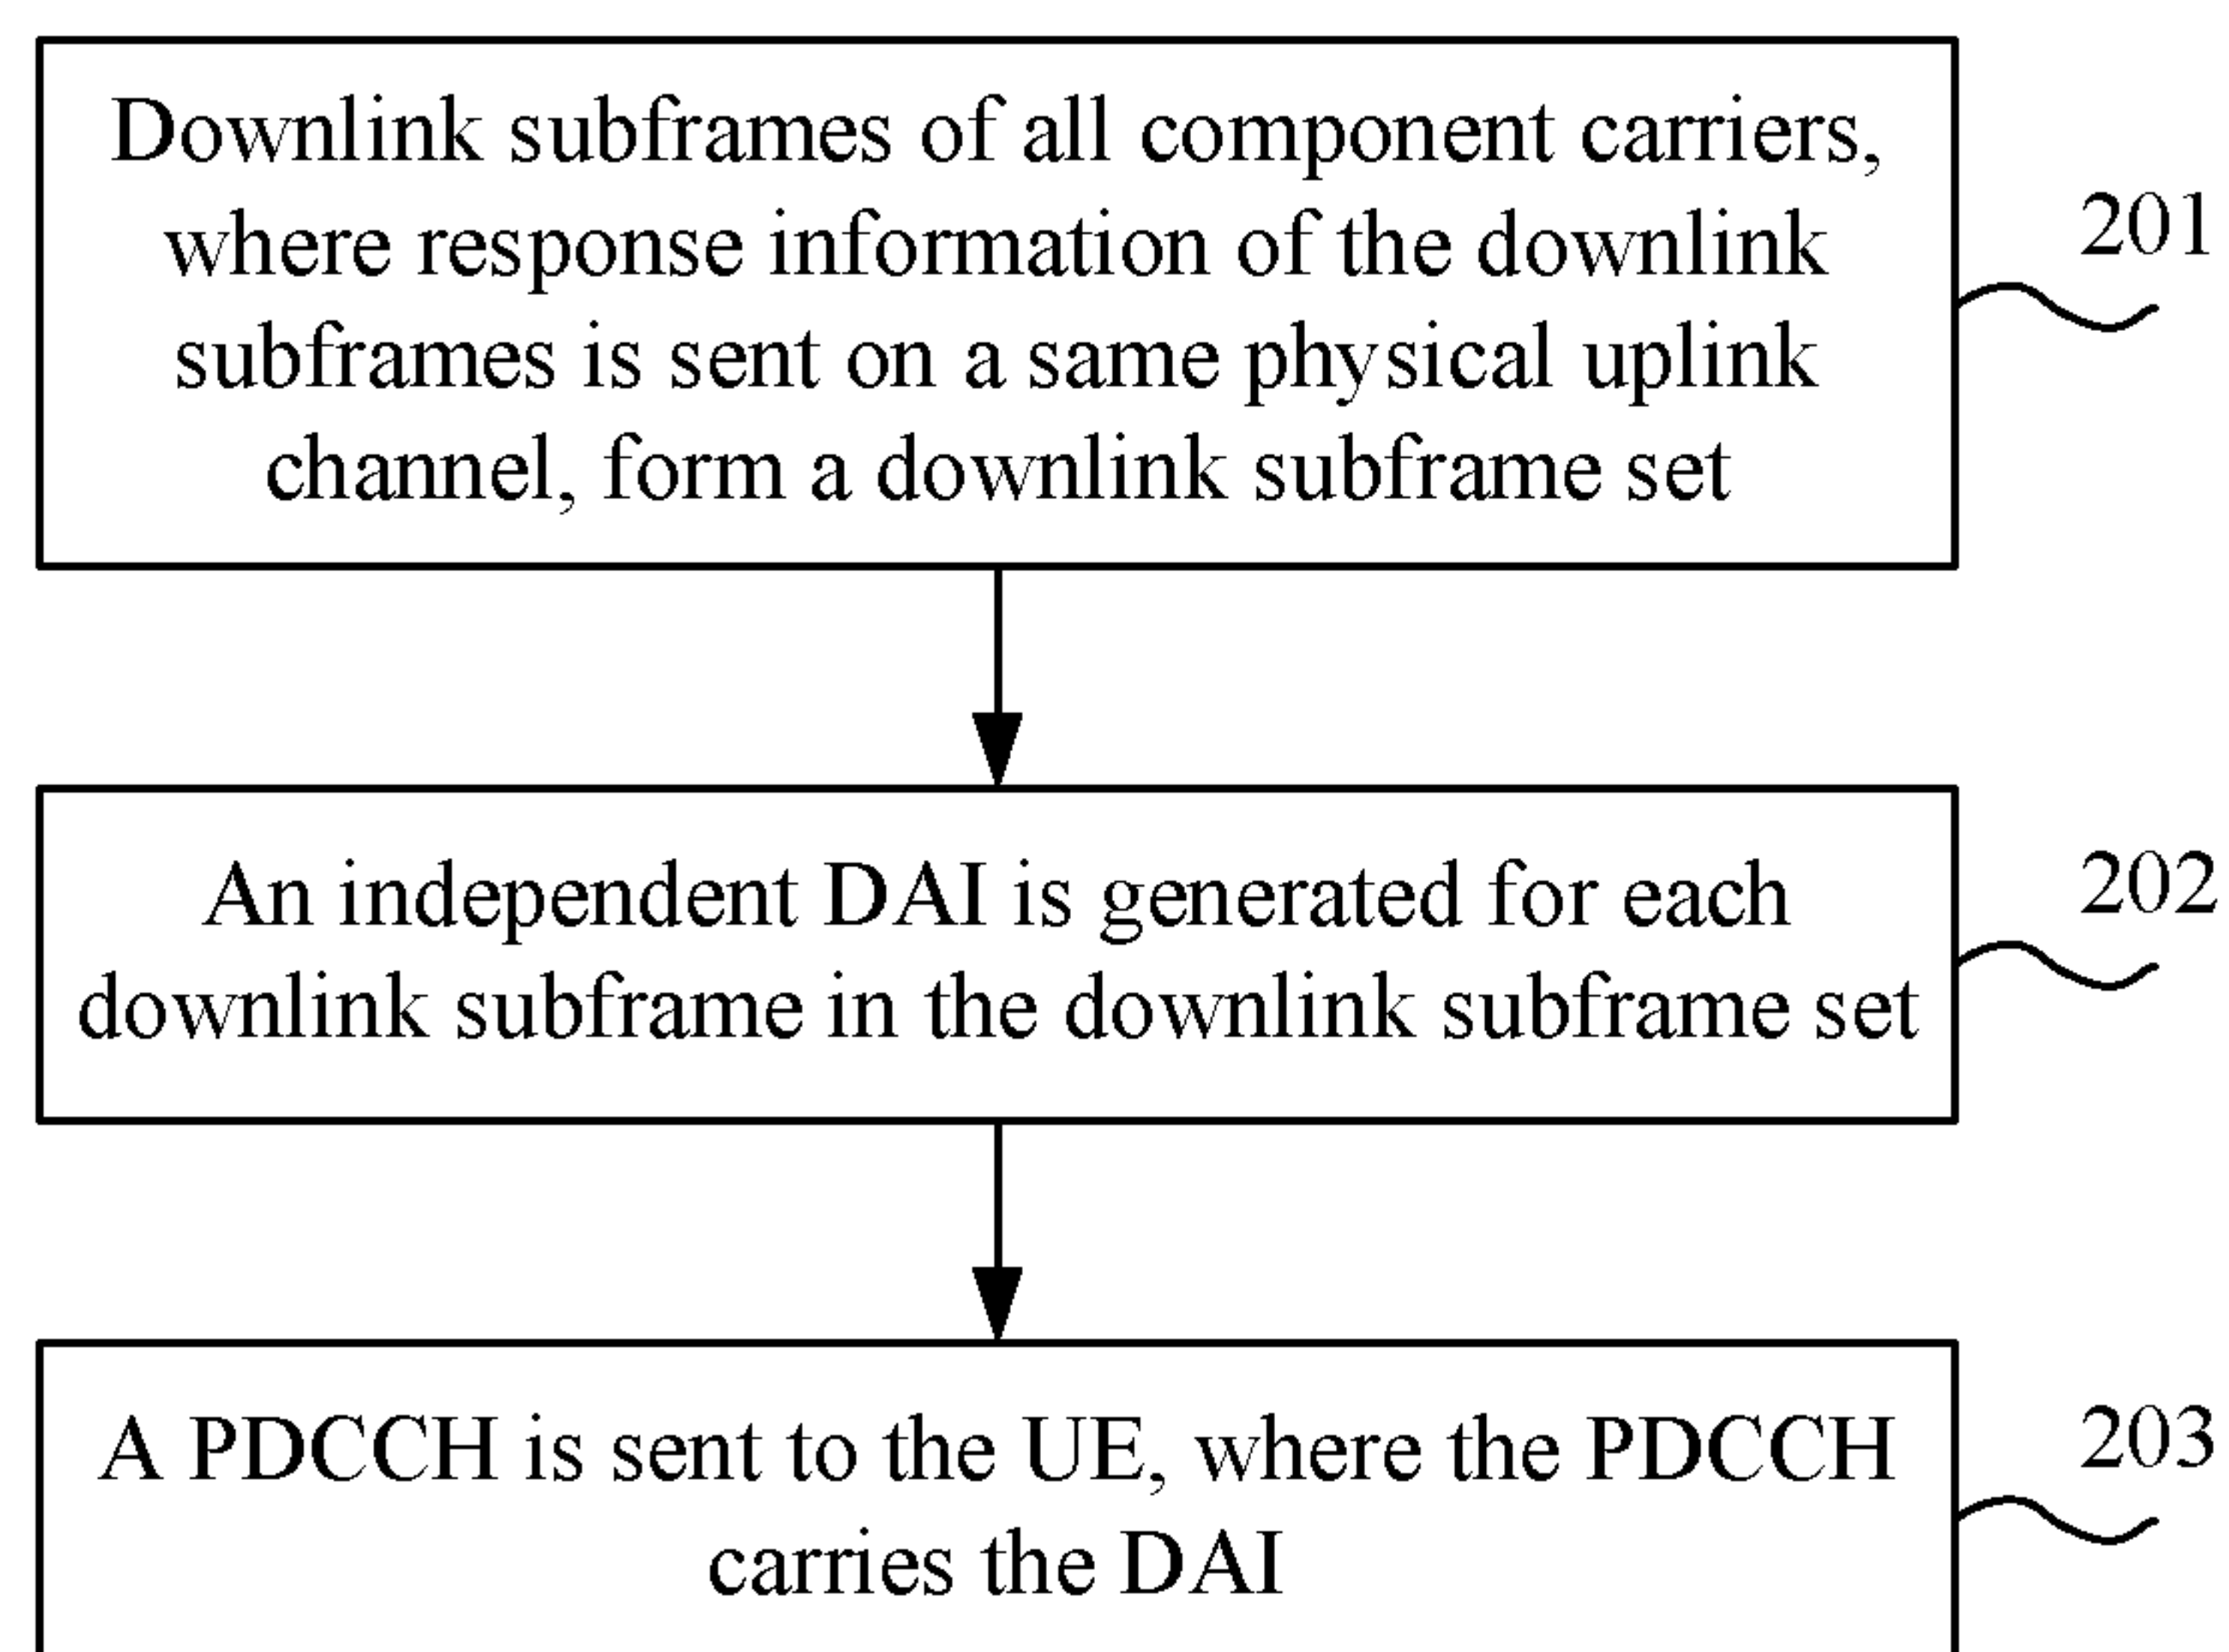 Downlink subframes of all component carriers,
where response information of the downlink
subframes is sent on a same physical uplink
channel, form a downlink subframe set
201
An independent DAI is generated for each
downlink subframe in the downlink subframe set
202
A PDCCH is sent to the UE, where the PDCCH
carries the DAI
203